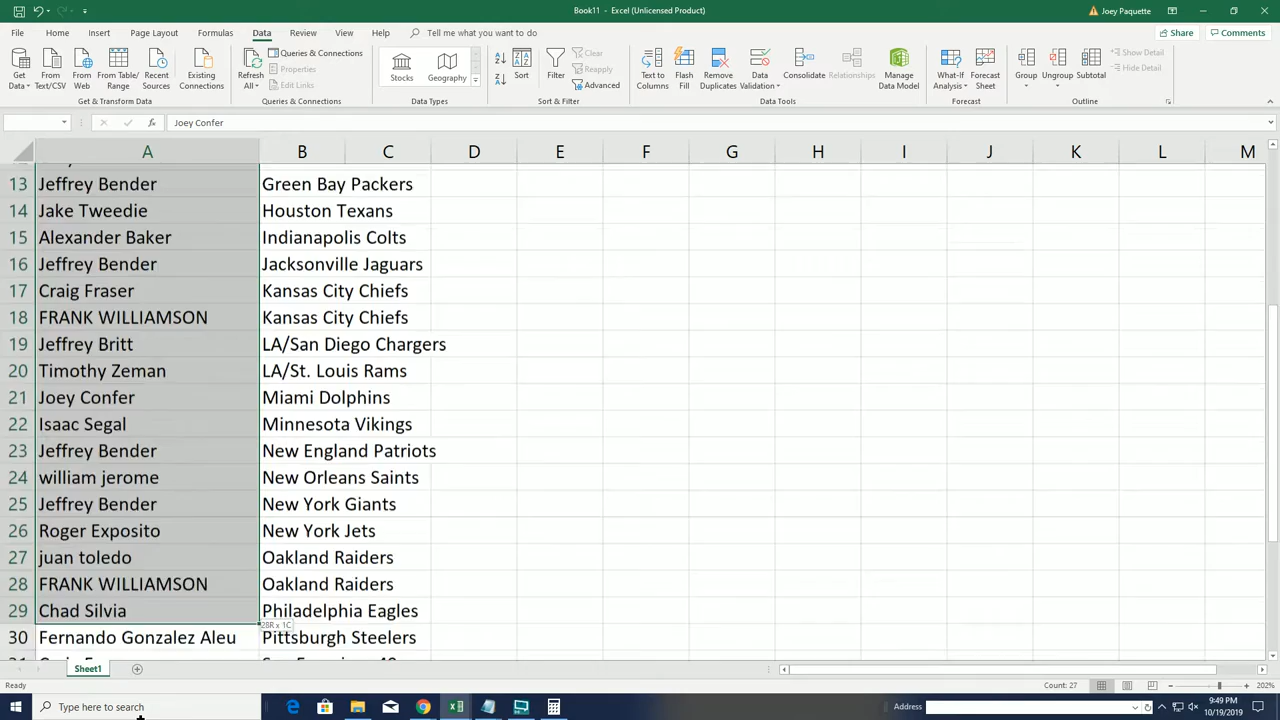 Book11 - Excel (Unlicensed Product)
Joey Paquette
File Home Insert Page Layout Formulas Data Review View Help Tell me what you want to do
Share Comments
Get Data
From Text/CSV
From Web
From Table/Range
Recent Sources
Existing Connections
Get & Transform Data
Refresh All
Queries & Connections
Properties
Edit Links
Queries & Connections
Stocks
Geography
Data Types
Sort
Filter
Clear
Reapply
Advanced
Sort & Filter
Text to Columns
Flash Fill
Remove Duplicates
Data Validation
Consolidate
Relationships
Manage Data Model
Data Tools
What-If Analysis
Forecast Sheet
Forecast
Group
Ungroup
Subtotal
Show Detail
Hide Detail
Outline
Joey Confer
A B C D E F G H I J K L M
13 Jeffrey Bender Green Bay Packers
14 Jake Tweedie Houston Texans
15 Alexander Baker Indianapolis Colts
16 Jeffrey Bender Jacksonville Jaguars
17 Craig Fraser Kansas City Chiefs
18 FRANK WILLIAMSON Kansas City Chiefs
19 Jeffrey Britt LA/San Diego Chargers
20 Timothy Zeman LA/St. Louis Rams
21 Joey Confer Miami Dolphins
22 Isaac Segal Minnesota Vikings
23 Jeffrey Bender New England Patriots
24 william jerome New Orleans Saints
25 Jeffrey Bender New York Giants
26 Roger Exposito New York Jets
27 juan toledo Oakland Raiders
28 FRANK WILLIAMSON Oakland Raiders
29 Chad Silvia Philadelphia Eagles
28R x 1C
30 Fernando Gonzalez Aleu Pittsburgh Steelers
Sheet1
Ready
Count: 27
202%
Type here to search
Address
9:49 PM
10/19/2019